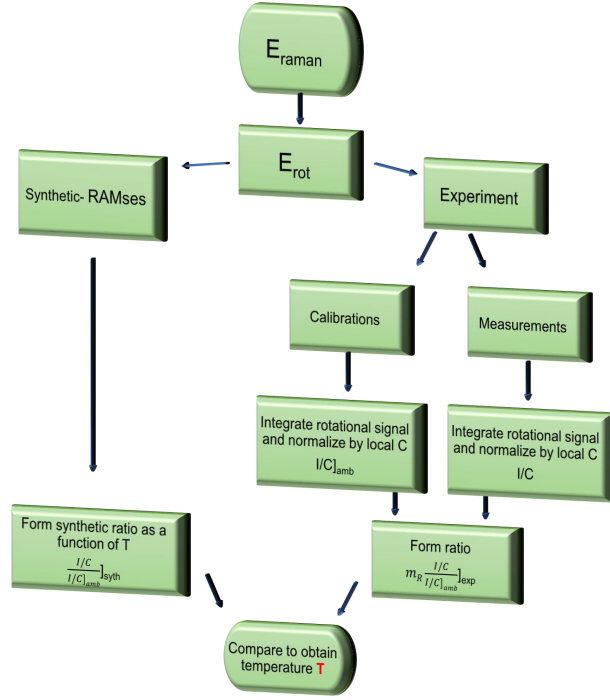 E_raman
E_rot
Synthetic- RAMses
Experiment
Calibrations
Measurements
Integrate rotational signal
and normalize by local C
I/C]_amb
Integrate rotational signal
and normalize by local C
I/C
Form synthetic ratio as a
function of T
I/C
I/C]_amb ]_syth
Form ratio
m_R I/C
I/C]_amb ]_exp
Compare to obtain
temperature T